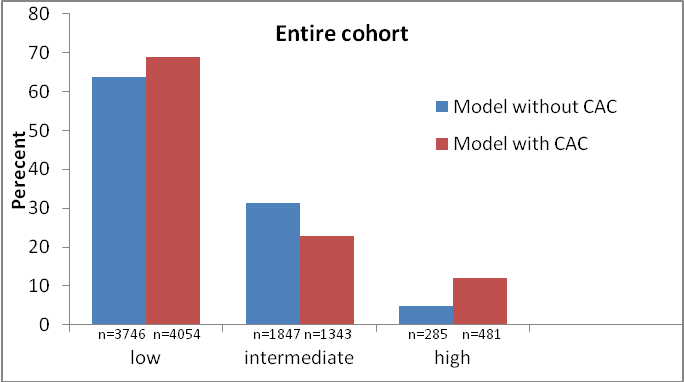 Entire cohort
80
70
60
50
40
30
20
10
0
Perecent
Model without CAC
Model with CAC
n=3746 n=4054 n=1847 n=1343 n=285 n=481
low intermediate high